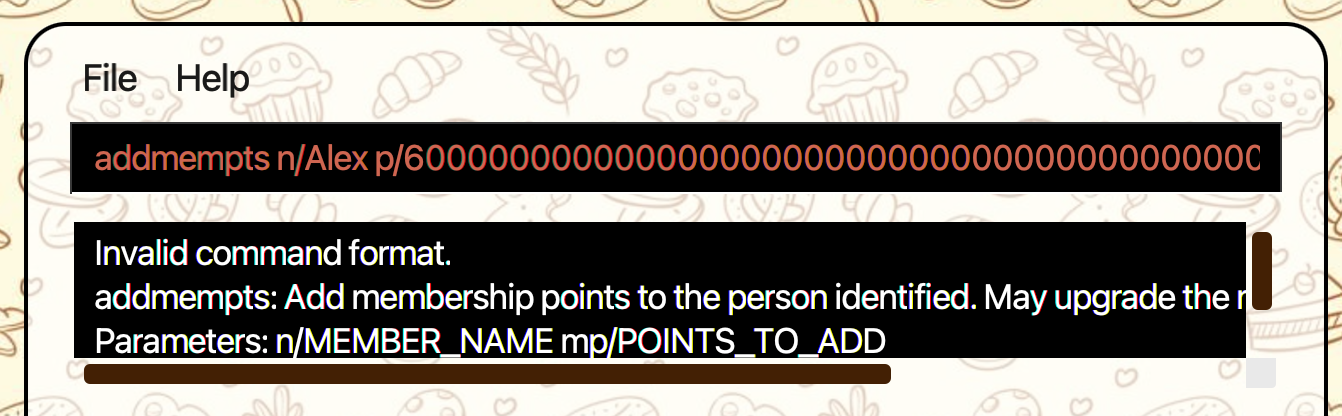 File Help
addmempts n/Alex p/6000000000000000000000000000000000000000
Invalid command format.
addmempts: Add membership points to the person identified. May upgrade the r
Parameters: n/MEMBER_NAME mp/POINTS_TO_ADD